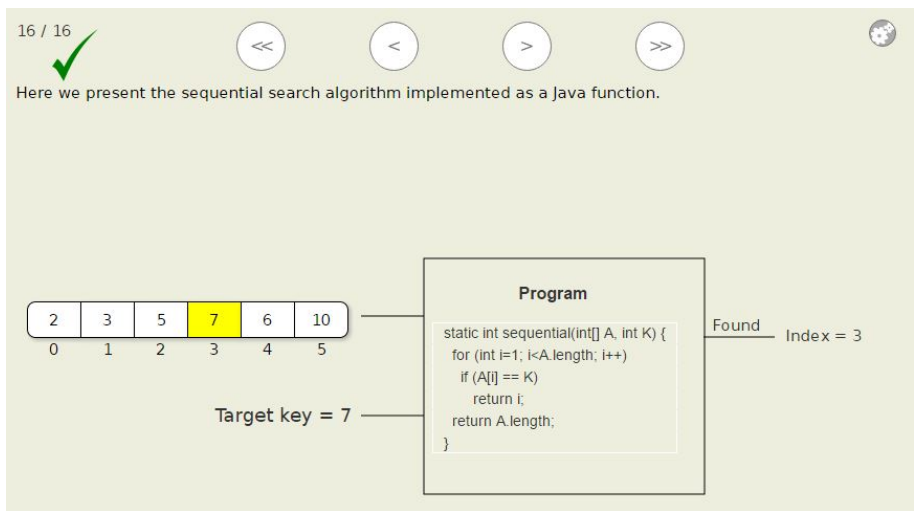 16 / 16
<<
<
>
>>
Here we present the sequential search algorithm implemented as a Java function.
2 3 5 7 6 10
0 1 2 3 4 5
Target key = 7
Program
static int sequential(int[] A, int K) {
for (int i=1; i<A.length; i++)
if (A[i] == K)
return i;
return A.length;
}
Found
Index = 3